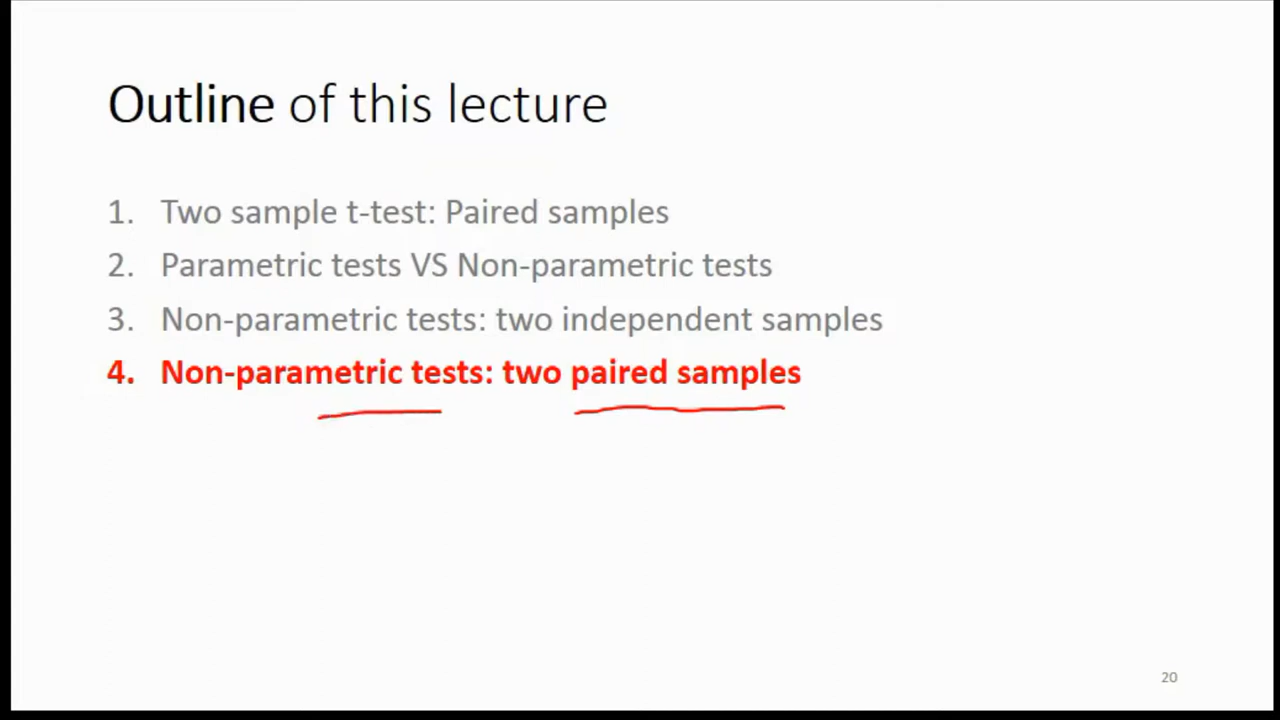 Outline of this lecture
1. Two sample t-test: Paired samples
2. Parametric tests VS Non-parametric tests
3. Non-parametric tests: two independent samples
4. Non-parametric tests: two paired samples
20